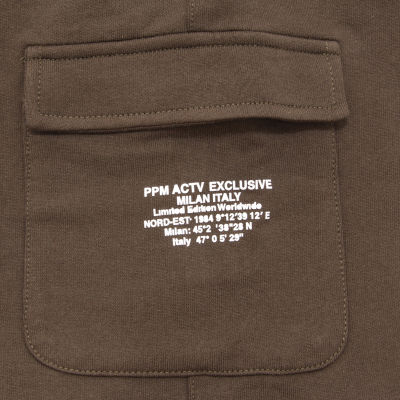 PPM ACTV EXCLUSIVE
MILAN ITALY
Limited Edition Worldwide
NORD-EST 1984 9°12'39 12' E
Milan: 45°2 '38"28 N
Italy 47° 0 5' 29"